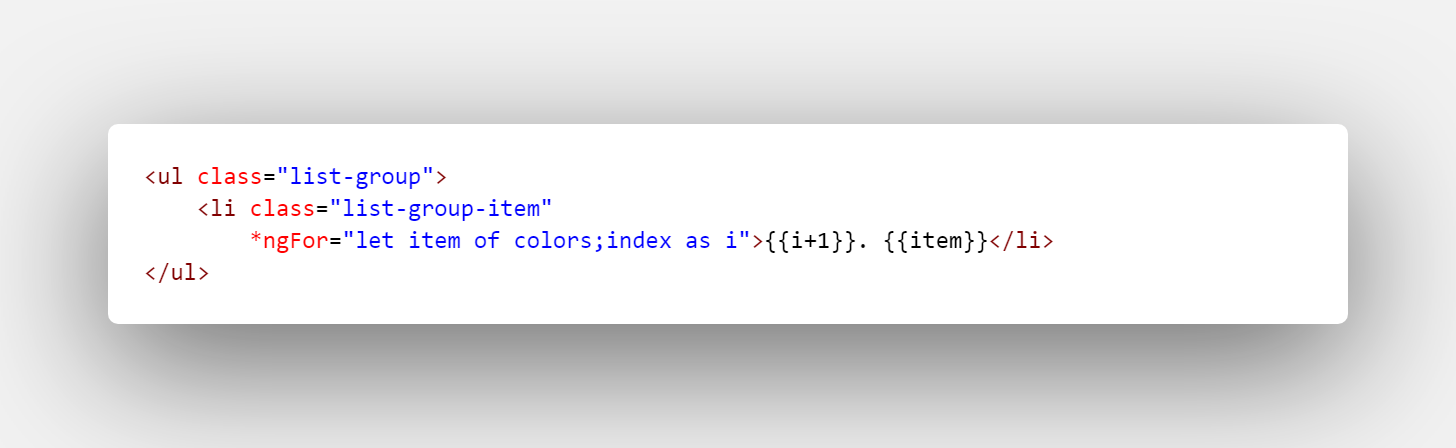 <ul class="list-group">
    <li class="list-group-item"
        *ngFor="let item of colors;index as i">{{i+1}}. {{item}}</li>
</ul>